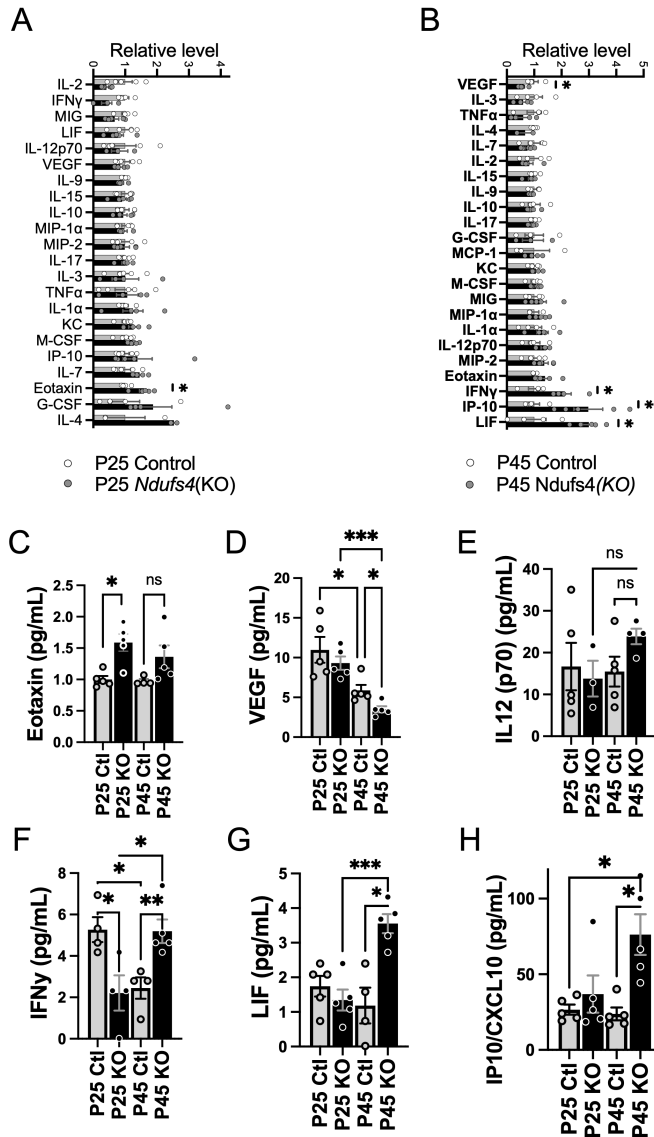 A
Relative level
0 1 2 3 4
IL-2
IFNγ
MIG
LIF
IL-12p70
VEGF
IL-9
IL-15
IL-10
MIP-1α
MIP-2
IL-17
IL-3
TNFα
IL-1α
KC
M-CSF
IP-10
IL-7
Eotaxin *
G-CSF
IL-4
P25 Control
P25 Ndufs4(KO)
B
Relative level
0 1 2 3 4 5
VEGF *
IL-3
TNFα
IL-4
IL-7
IL-2
IL-15
IL-9
IL-10
IL-17
G-CSF
MCP-1
KC
M-CSF
MIG
MIP-1α
IL-1α
IL-12p70
MIP-2
Eotaxin
IFNγ *
IP-10 *
LIF *
P45 Control
P45 Ndufs4(KO)
C
Eotaxin (pg/mL)
2.5
2.0
1.5
1.0
0.5
0.0
* ns
P25 Ctl
P25 KO
P45 Ctl
P45 KO
D
VEGF (pg/mL)
20
15
10
5
0
***
* *
P25 Ctl
P25 KO
P45 Ctl
P45 KO
E
IL12 (p70) (pg/mL)
40
30
20
10
0
ns
ns
P25 Ctl
P25 KO
P45 Ctl
P45 KO
F
IFNy (pg/mL)
8
6
4
2
0
*
*
* **
P25 Ctl
P25 KO
P45 Ctl
P45 KO
G
LIF (pg/mL)
5
4
3
2
1
0
***
*
P25 Ctl
P25 KO
P45 Ctl
P45 KO
H
IP10/CXCL10 (pg/mL)
100
50
0
*
*
P25 Ctl
P25 KO
P45 Ctl
P45 KO